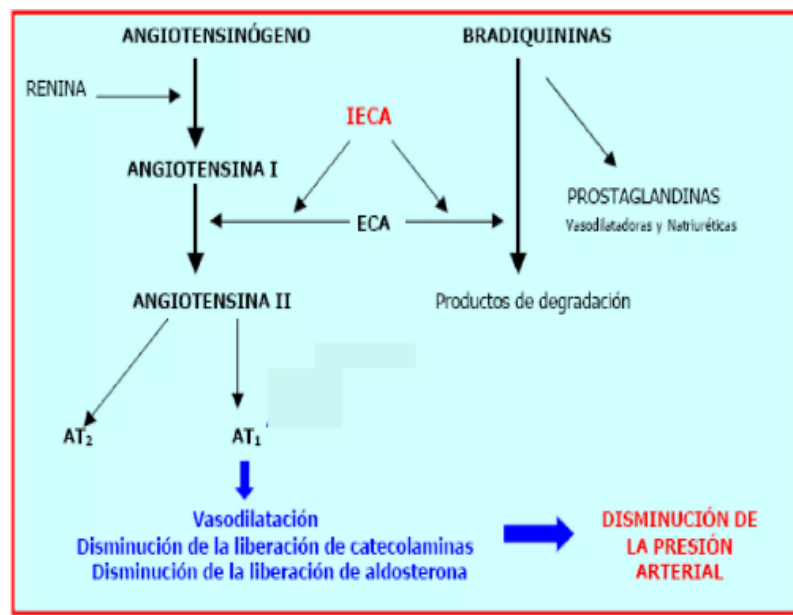 ANGIOTENSINÓGENO
BRADIQUININAS
RENINA
IECA
ANGIOTENSINA I
PROSTAGLANDINAS
Vasodilatadoras y Natriuréticas
ECA
ANGIOTENSINA II
Productos de degradación
AT₂
AT₁
Vasodilatación
Disminución de la liberación de catecolaminas
Disminución de la liberación de aldosterona
DISMINUCIÓN DE
LA PRESIÓN
ARTERIAL